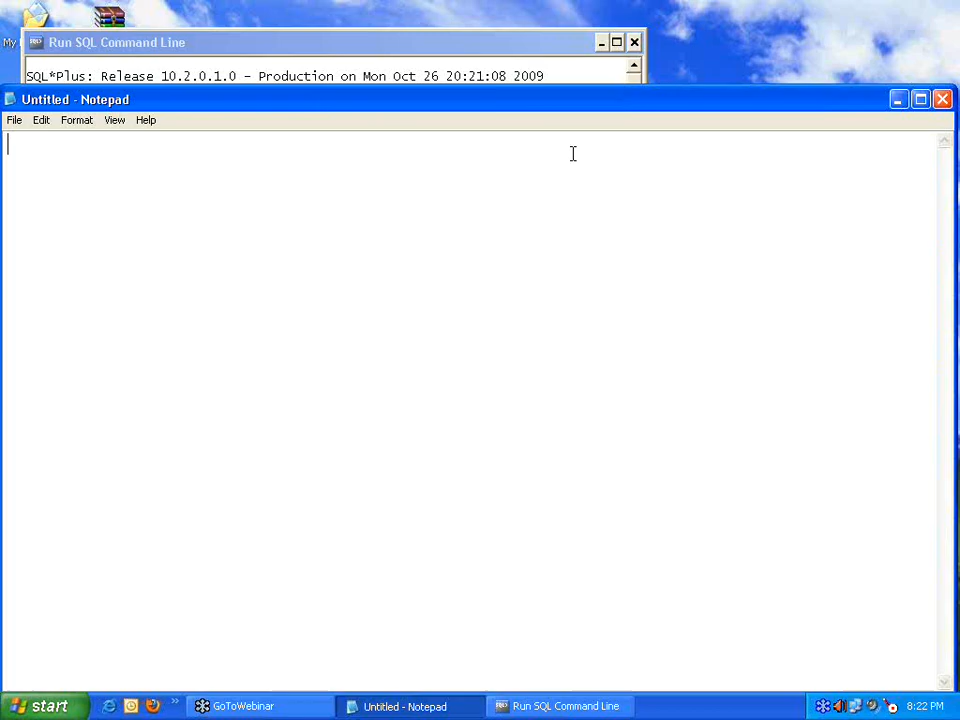 My
Run SQL Command Line
SQL*Plus: Release 10.2.0.1.0 - Production on Mon Oct 26 20:21:08 2009
Untitled - Notepad
File Edit Format View Help
start
»
GoToWebinar
Untitled - Notepad
Run SQL Command Line
8:22 PM